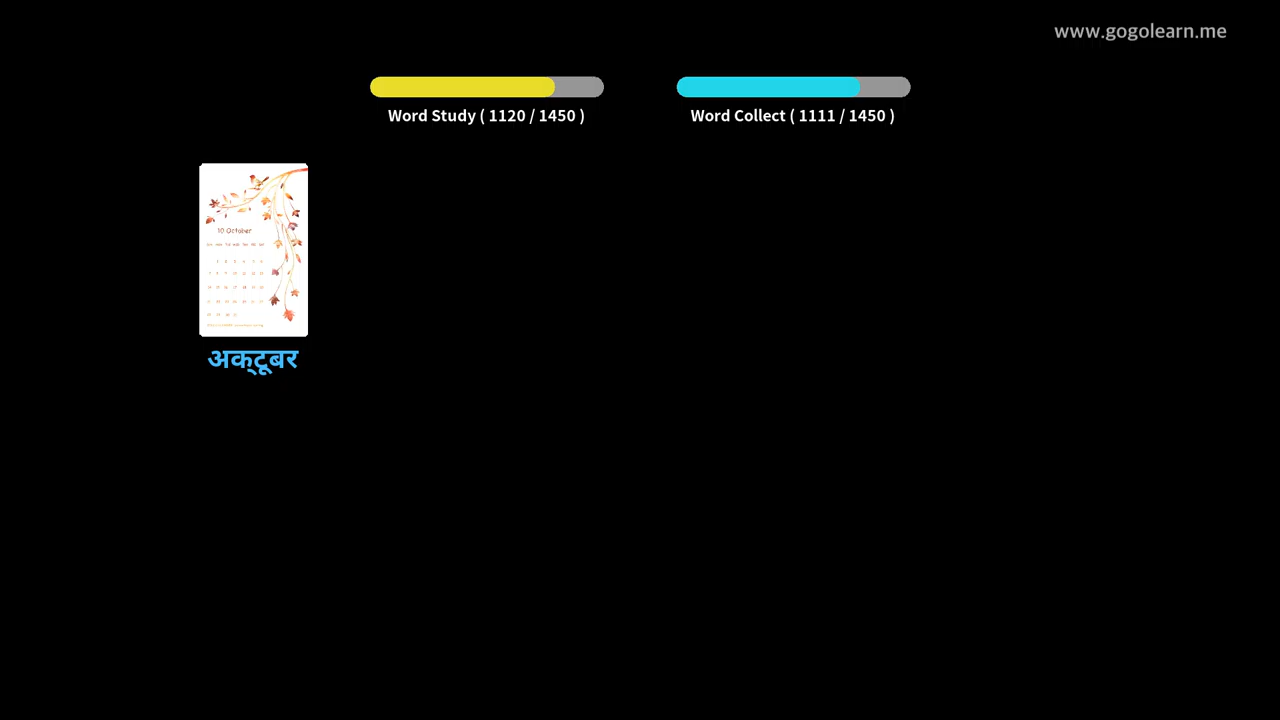 www.gogolearn.me
Word Study ( 1120 / 1450 )
Word Collect ( 1111 / 1450 )
10 October
अक्टूबर